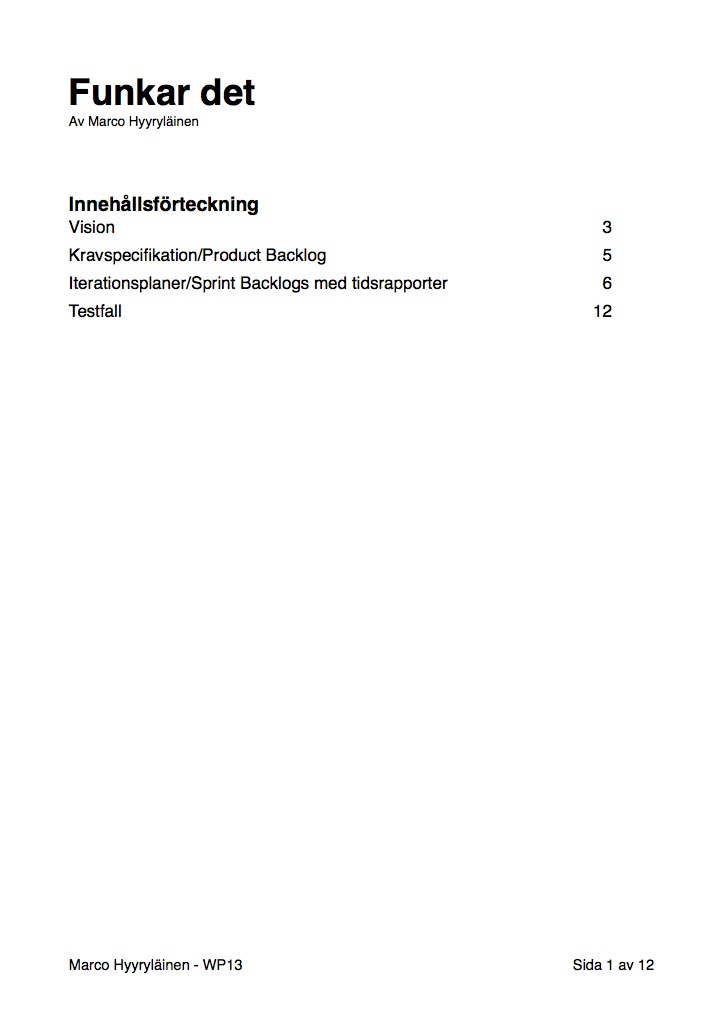 Funkar det
Av Marco Hyyryläinen
Innehållsförteckning
Vision 3
Kravspecifikation/Product Backlog 5
Iterationsplaner/Sprint Backlogs med tidsrapporter 6
Testfall 12
Marco Hyyryläinen - WP13 Sida 1 av 12